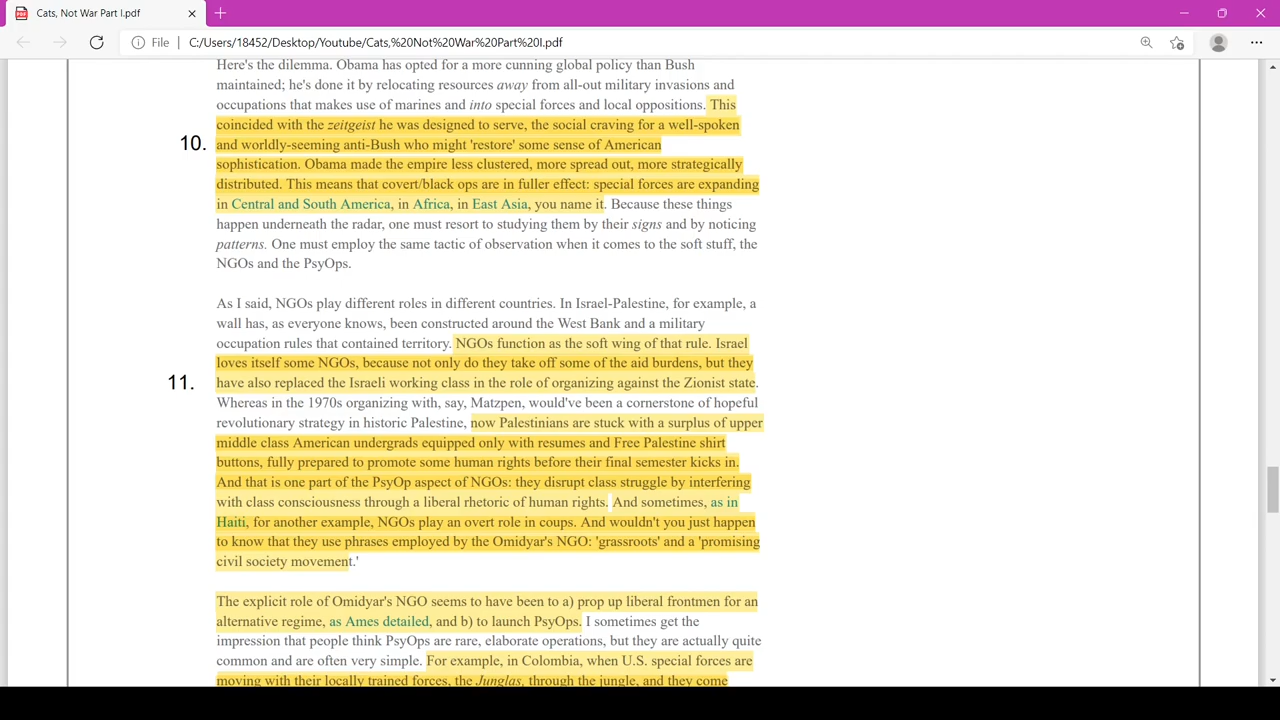 Cats, Not War Part I.pdf
File
C:/Users/18452/Desktop/Youtube/Cats,%20Not%20War%20Part%20I.pdf
Here's the dilemma. Obama has opted for a more cunning global policy than Bush
maintained; he's done it by relocating resources away from all-out military invasions and
occupations that makes use of marines and into special forces and local oppositions. This
coincided with the zeitgeist he was designed to serve, the social craving for a well-spoken
10.
and worldly-seeming anti-Bush who might 'restore' some sense of American
sophistication. Obama made the empire less clustered, more spread out, more strategically
distributed. This means that covert/black ops are in fuller effect: special forces are expanding
in Central and South America, in Africa, in East Asia, you name it. Because these things
happen underneath the radar, one must resort to studying them by their signs and by noticing
patterns. One must employ the same tactic of observation when it comes to the soft stuff, the
NGOs and the PsyOps.
As I said, NGOs play different roles in different countries. In Israel-Palestine, for example, a
wall has, as everyone knows, been constructed around the West Bank and a military
occupation rules that contained territory. NGOs function as the soft wing of that rule. Israel
loves itself some NGOs, because not only do they take off some of the aid burdens, but they
11.
have also replaced the Israeli working class in the role of organizing against the Zionist state.
Whereas in the 1970s organizing with, say, Matzpen, would've been a cornerstone of hopeful
revolutionary strategy in historic Palestine, now Palestinians are stuck with a surplus of upper
middle class American undergrads equipped only with resumes and Free Palestine shirt
buttons, fully prepared to promote some human rights before their final semester kicks in.
And that is one part of the PsyOp aspect of NGOs: they disrupt class struggle by interfering
with class consciousness through a liberal rhetoric of human rights. And sometimes, as in
Haiti, for another example, NGOs play an overt role in coups. And wouldn't you just happen
to know that they use phrases employed by the Omidyar's NGO: 'grassroots' and a 'promising
civil society movement.'
The explicit role of Omidyar's NGO seems to have been to a) prop up liberal frontmen for an
alternative regime, as Ames detailed, and b) to launch PsyOps. I sometimes get the
impression that people think PsyOps are rare, elaborate operations, but they are actually quite
common and are often very simple. For example, in Colombia, when U.S. special forces are
moving with their locally trained forces, the Junglas, through the jungle, and they come